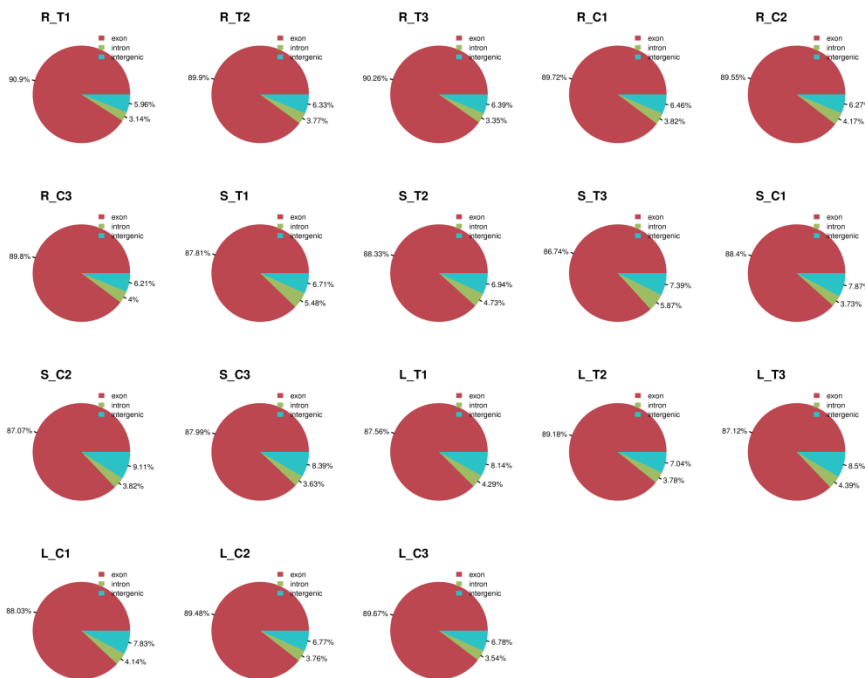 R_T1
exon
intron
intergenic
90.9%
5.96%
3.14%
R_T2
exon
intron
intergenic
89.9%
6.33%
3.77%
R_T3
exon
intron
intergenic
90.26%
6.39%
3.35%
R_C1
exon
intron
intergenic
89.72%
6.46%
3.82%
R_C2
exon
intron
intergenic
89.55%
6.27%
4.17%
R_C3
exon
intron
intergenic
89.8%
6.21%
4%
S_T1
exon
intron
intergenic
87.81%
6.71%
5.48%
S_T2
exon
intron
intergenic
88.33%
6.94%
4.73%
S_T3
exon
intron
intergenic
86.74%
7.39%
5.87%
S_C1
exon
intron
intergenic
88.4%
7.87%
3.73%
S_C2
exon
intron
intergenic
87.07%
9.11%
3.82%
S_C3
exon
intron
intergenic
87.99%
8.39%
3.63%
L_T1
exon
intron
intergenic
87.56%
8.14%
4.29%
L_T2
exon
intron
intergenic
89.18%
7.04%
3.78%
L_T3
exon
intron
intergenic
87.12%
8.5%
4.39%
L_C1
exon
intron
intergenic
88.03%
7.83%
4.14%
L_C2
exon
intron
intergenic
89.48%
6.77%
3.76%
L_C3
exon
intron
intergenic
89.67%
6.78%
3.54%